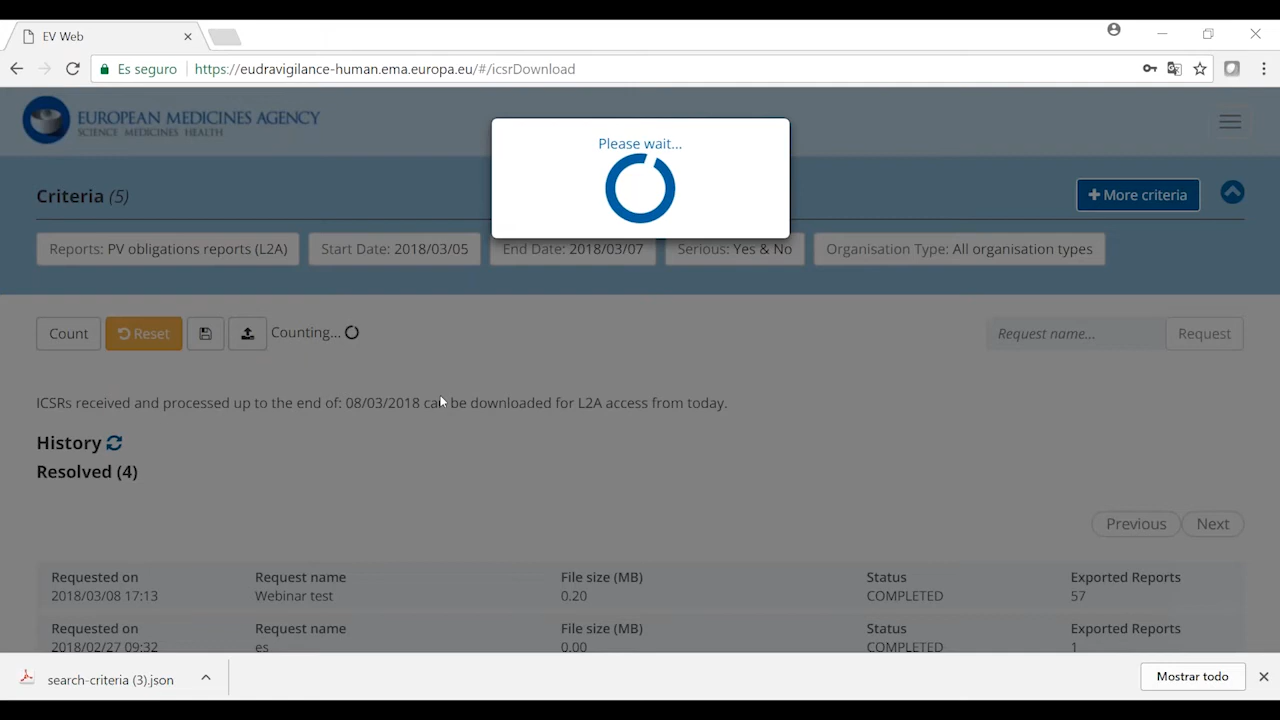 EV Web
Es seguro https://eudravigilance-human.ema.europa.eu/#/icsrDownload
EUROPEAN MEDICINES AGENCY
SCIENCE MEDICINES HEALTH
Please wait...
Criteria (5)
More criteria
Reports: PV obligations reports (L2A) Start Date: 2018/03/05 End Date: 2018/03/07 Serious: Yes & No Organisation Type: All organisation types
Count Reset Counting... Request name... Request
ICSRs received and processed up to the end of: 08/03/2018 can be downloaded for L2A access from today.
History
Resolved (4)
Previous Next
Requested on Request name File size (MB) Status Exported Reports
2018/03/08 17:13 Webinar test 0.20 COMPLETED 57
Requested on Request name File size (MB) Status Exported Reports
2018/02/27 09:32 es 0.00 COMPLETED 1
search-criteria (3).json Mostrar todo